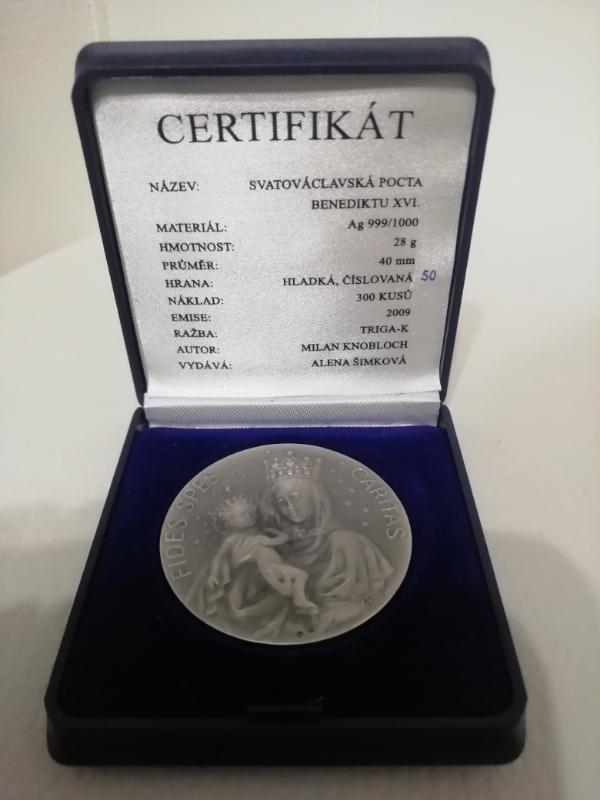 CERTIFIKÁT
NÁZEV: SVATOVÁCLAVSKÁ POCTA
BENEDIKTU XVI.
MATERIÁL: Ag 999/1000
HMOTNOST: 28 g
PRŮMĚR: 40 mm
HRANA: HLADKÁ, ČÍSLOVANÁ 50
NÁKLAD: 300 KUSŮ
EMISE: 2009
RAŽBA: TRIGA-K
AUTOR: MILAN KNOBLOCH
VYDÁVÁ: ALENA ŠIMKOVÁ
FIDES SPES CARITAS